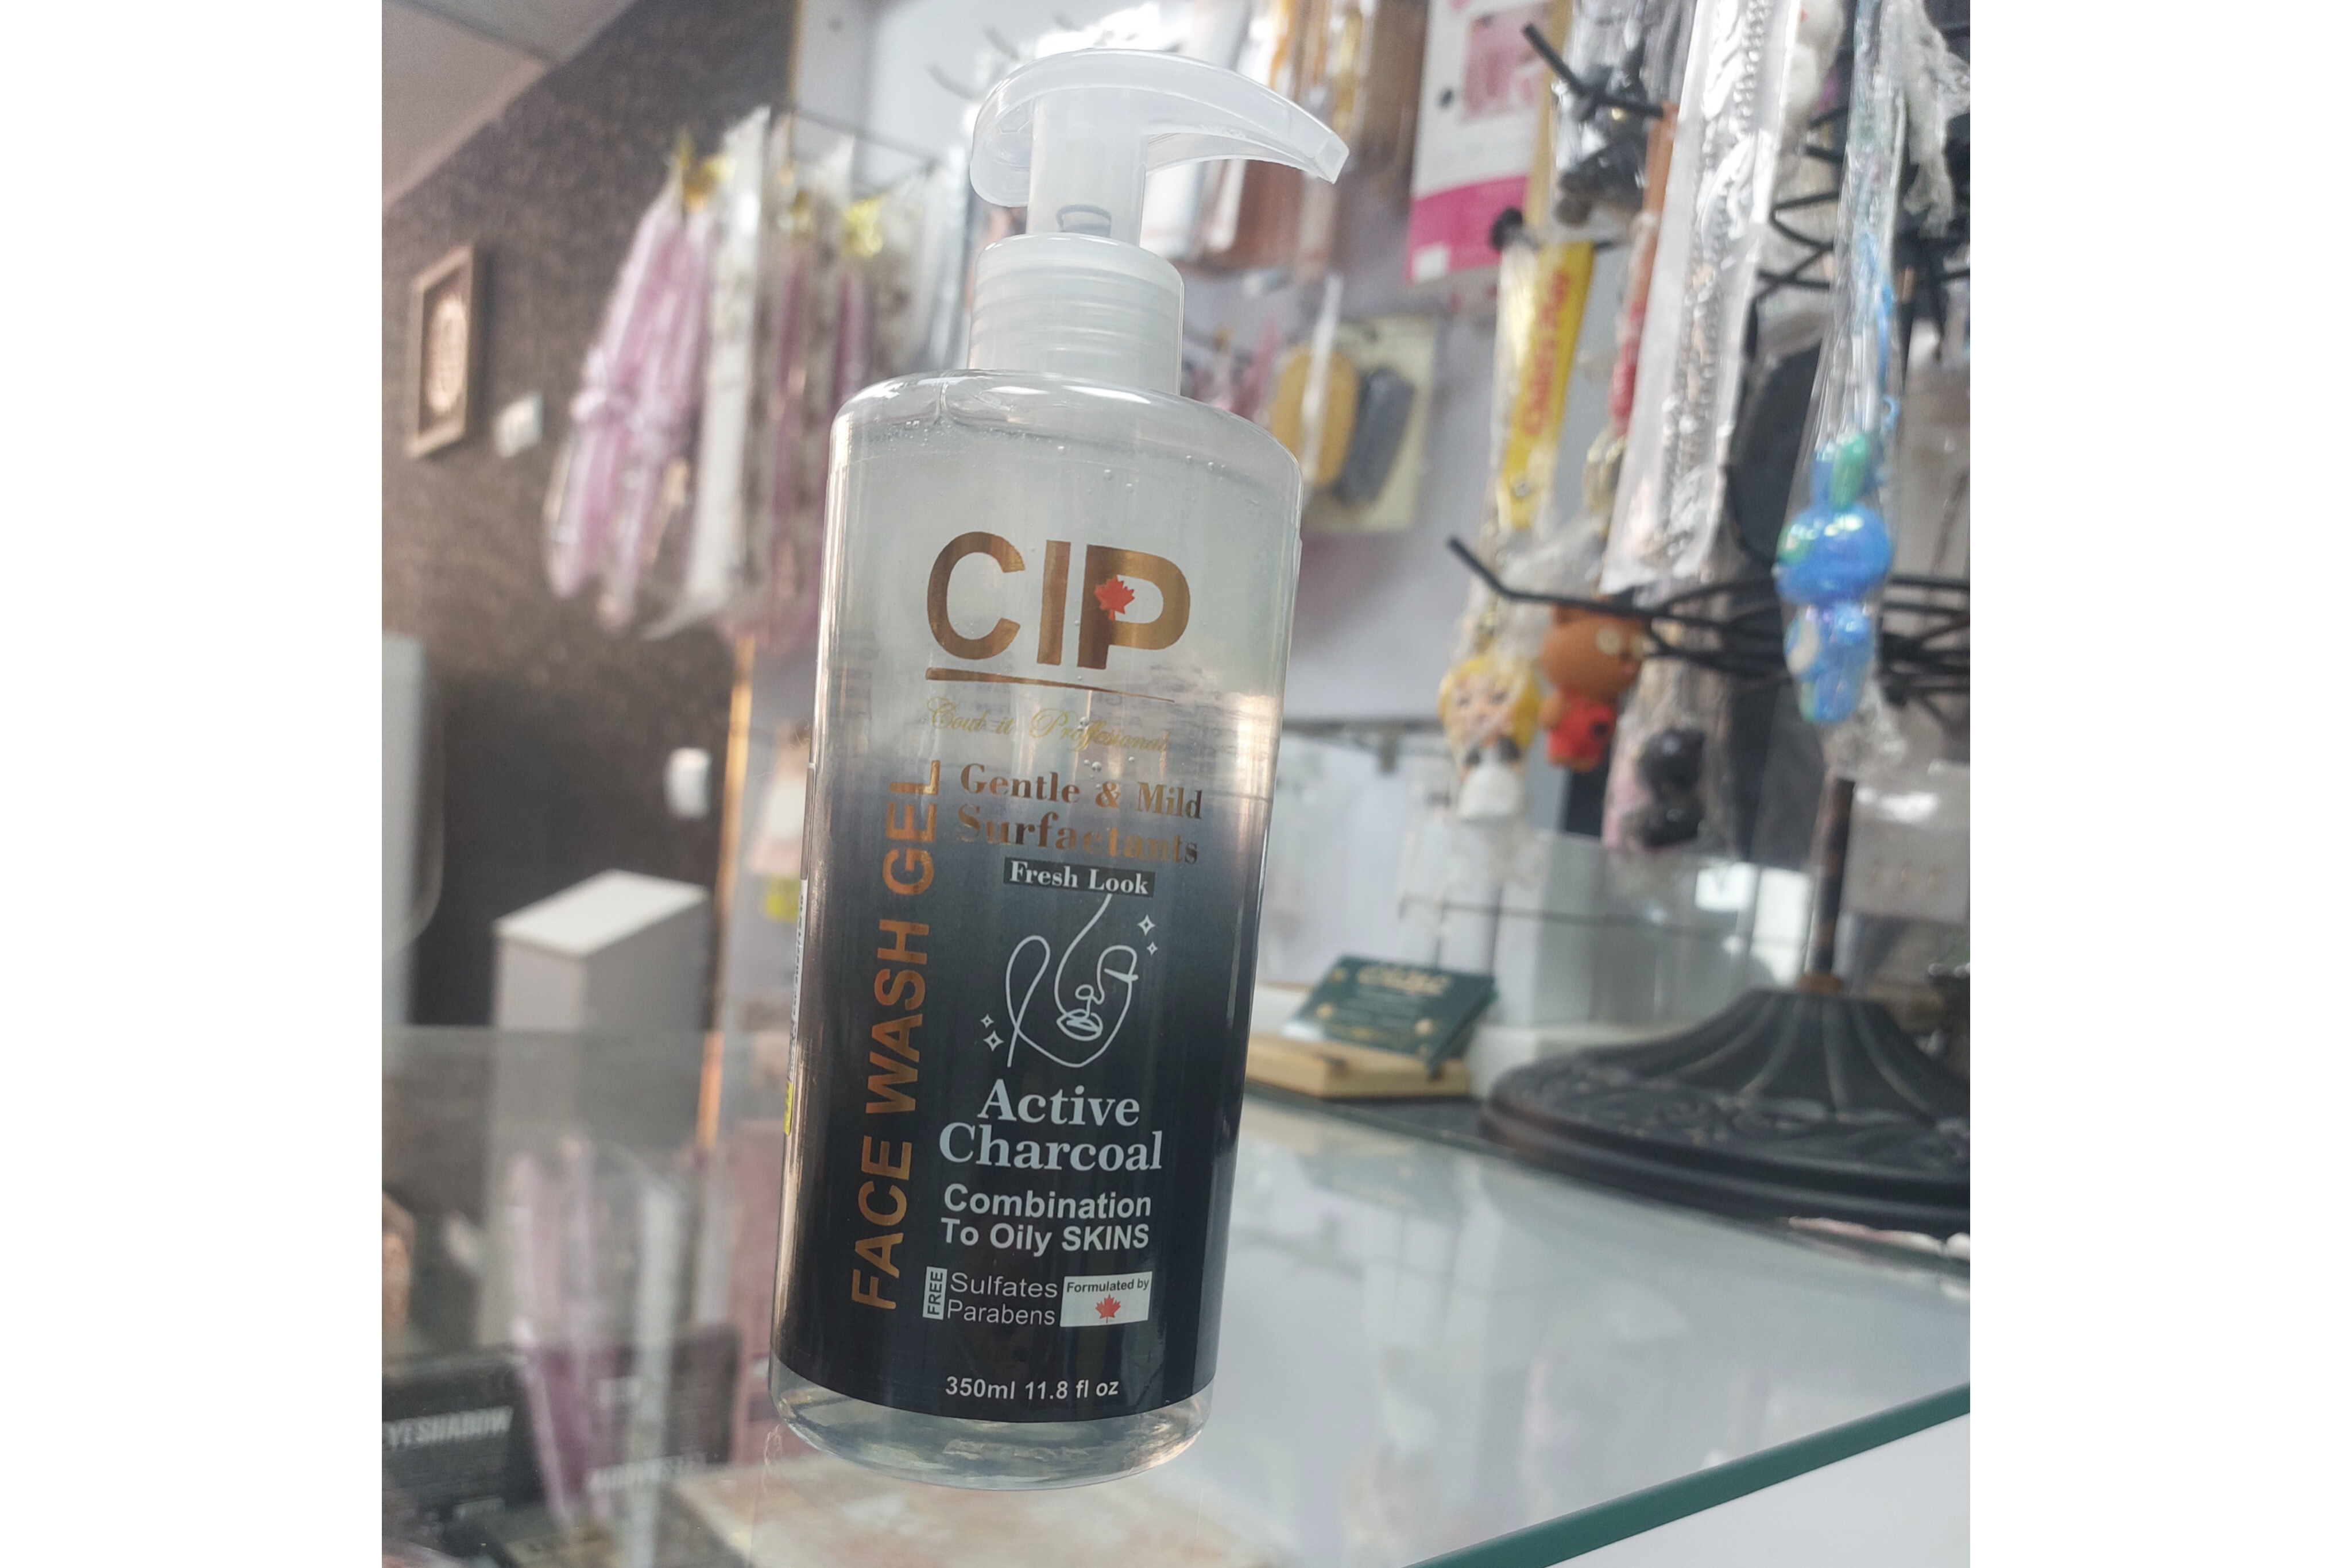 CIP
Gentle & Mild
Surfactants
Fresh Look
FACE WASH GEL
Active
Charcoal
Combination
To Oily SKINS
FREE
Sulfates
Parabens
Formulated by
350ml 11.8 fl oz
EYESHADOW